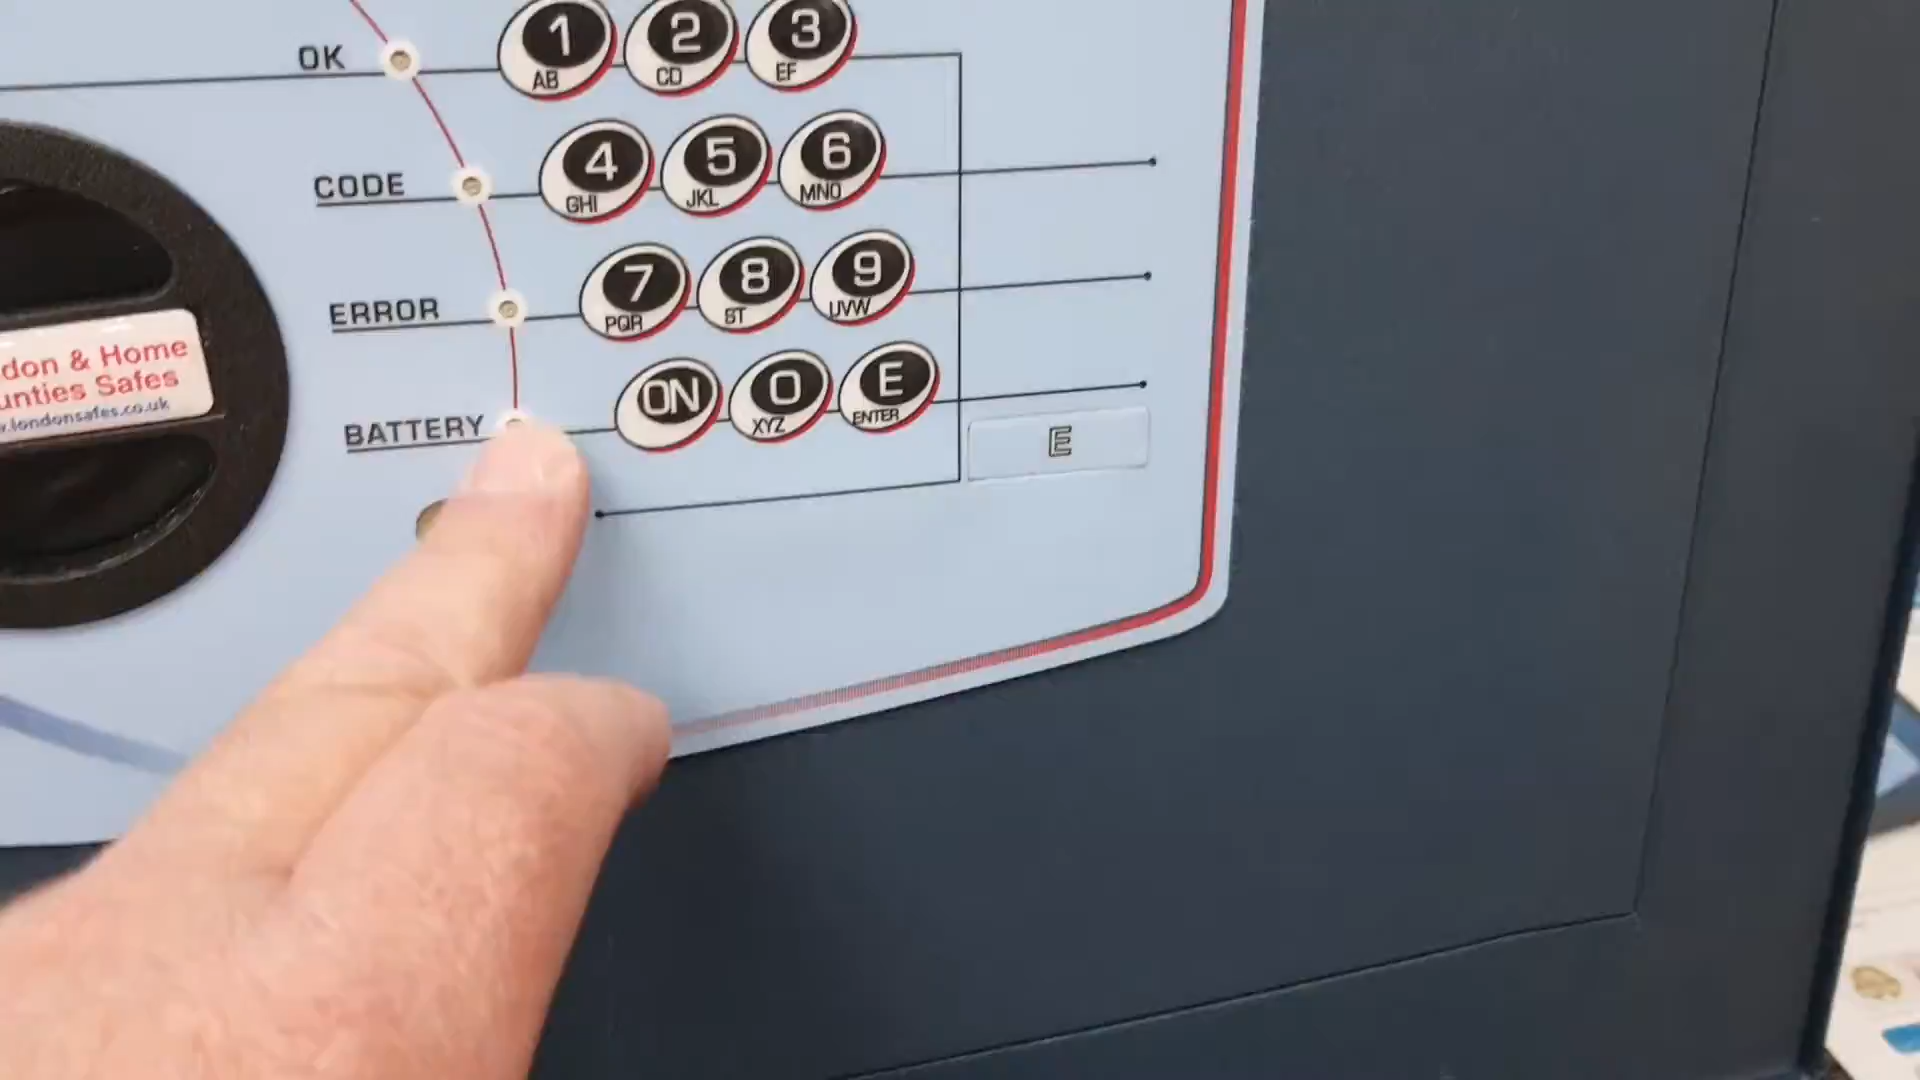 OK
1 2 3
AB CD EF
CODE
4 5 6
GHI JKL MNO
ERROR
7 8 9
PQR ST UVW
don & Home
unties Safes
.londonsafes.co.uk
BATTERY
ON 0 E
XYZ ENTER
E